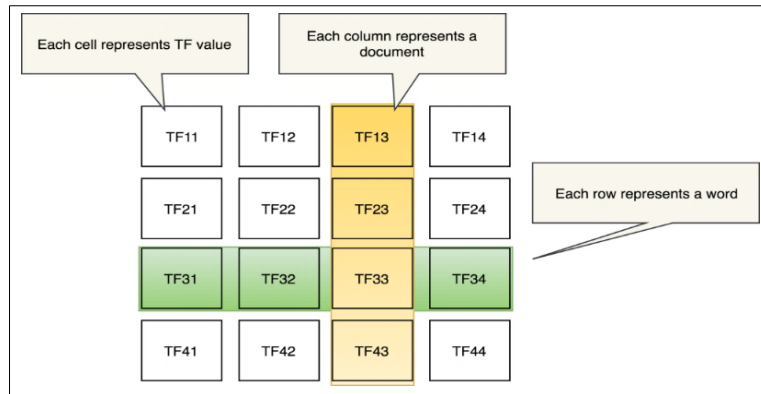 Each cell represents TF value
Each column represents a
document
TF11 TF12 TF13 TF14
Each row represents a word
TF21 TF22 TF23 TF24
TF31 TF32 TF33 TF34
TF41 TF42 TF43 TF44